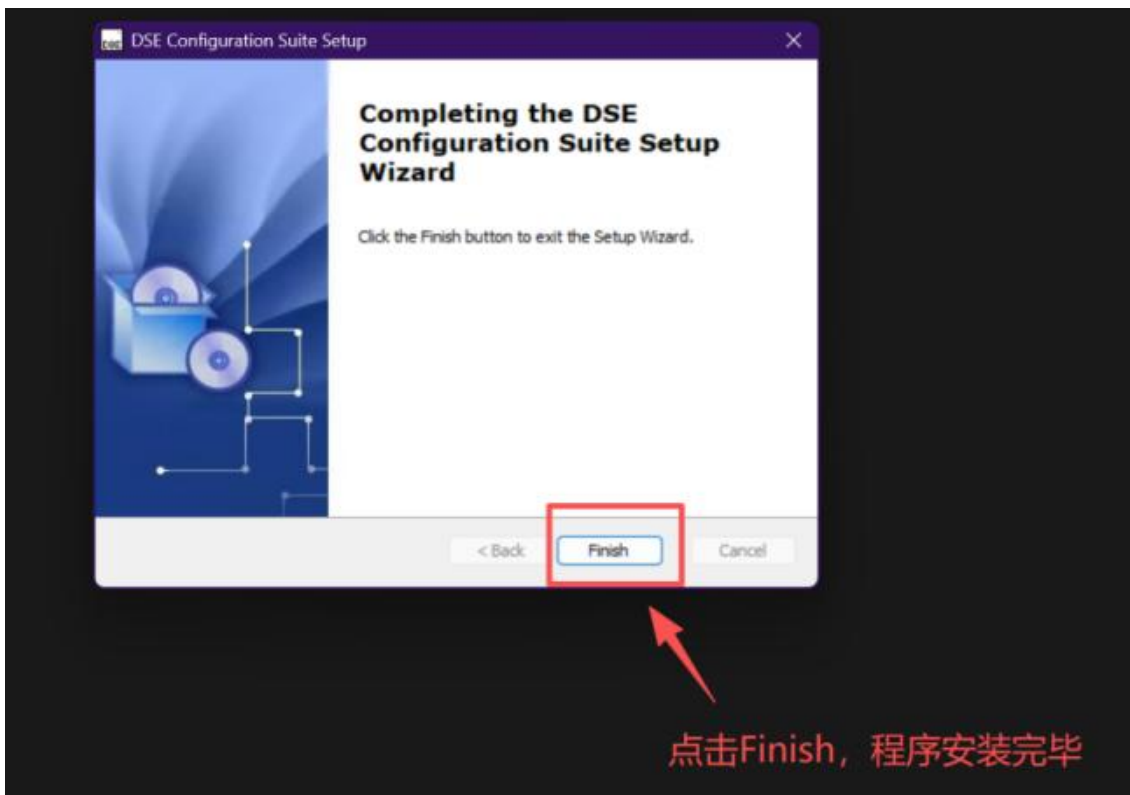 DSE Configuration Suite Setup
Completing the DSE
Configuration Suite Setup
Wizard
Click the Finish button to exit the Setup Wizard.
< Back Finish Cancel
点击Finish，程序安装完毕